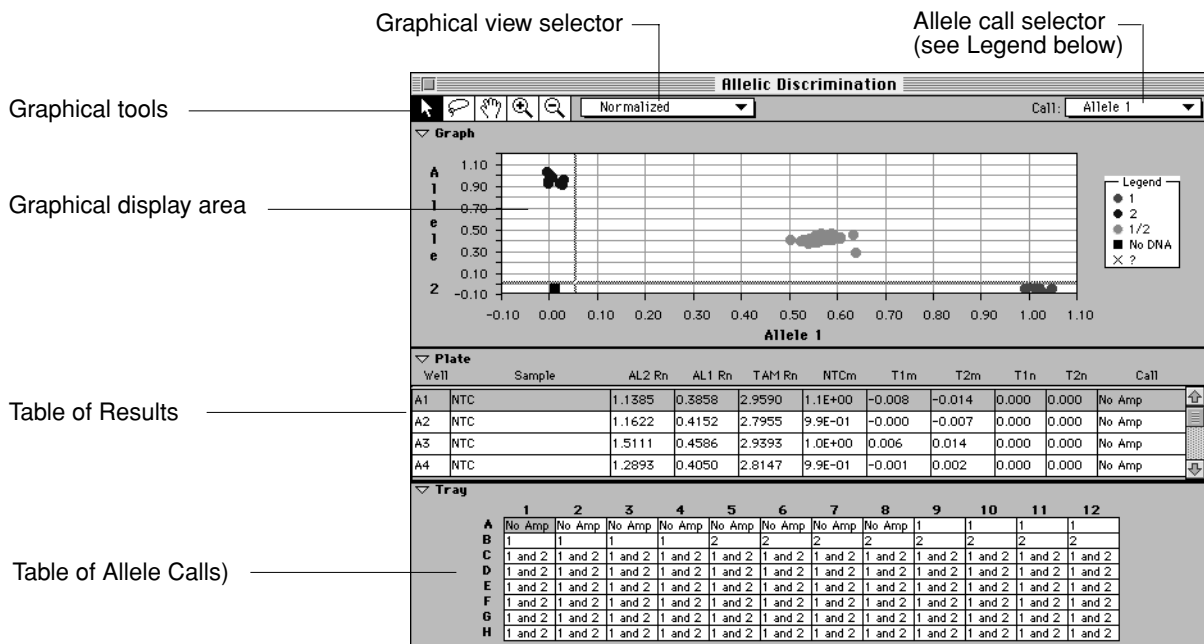 Graphical view selector
Allele call selector
(see Legend below)
Allelic Discrimination
Graphical tools
Normalized
Call: Allele 1
Graph
Graphical display area
Allele 2
1.10
0.90
0.70
0.50
0.30
0.10
-0.10
-0.10 0.00 0.10 0.20 0.30 0.40 0.50 0.60 0.70 0.80 0.90 1.00 1.10
Allele 1
Legend
1
2
1/2
No DNA
?
Plate
Well Sample AL2 Rn AL1 Rn TAM Rn NTCm T1m T2m T1n T2n Call
Table of Results
A1 NTC 1.1385 0.3858 2.9590 1.1E+00 -0.008 -0.014 0.000 0.000 No Amp
A2 NTC 1.1622 0.4152 2.7955 9.9E-01 -0.000 -0.007 0.000 0.000 No Amp
A3 NTC 1.5111 0.4586 2.9393 1.0E+00 0.006 0.014 0.000 0.000 No Amp
A4 NTC 1.2893 0.4050 2.8147 9.9E-01 -0.001 0.002 0.000 0.000 No Amp
Tray
1 2 3 4 5 6 7 8 9 10 11 12
A No Amp No Amp No Amp No Amp No Amp No Amp No Amp No Amp 1 1 1 1
B 1 1 1 1 2 2 2 2 2 2 2 2
C 1 and 2 1 and 2 1 and 2 1 and 2 1 and 2 1 and 2 1 and 2 1 and 2 1 and 2 1 and 2 1 and 2 1 and 2
Table of Allele Calls)
D 1 and 2 1 and 2 1 and 2 1 and 2 1 and 2 1 and 2 1 and 2 1 and 2 1 and 2 1 and 2 1 and 2 1 and 2
E 1 and 2 1 and 2 1 and 2 1 and 2 1 and 2 1 and 2 1 and 2 1 and 2 1 and 2 1 and 2 1 and 2 1 and 2
F 1 and 2 1 and 2 1 and 2 1 and 2 1 and 2 1 and 2 1 and 2 1 and 2 1 and 2 1 and 2 1 and 2 1 and 2
G 1 and 2 1 and 2 1 and 2 1 and 2 1 and 2 1 and 2 1 and 2 1 and 2 1 and 2 1 and 2 1 and 2 1 and 2
H 1 and 2 1 and 2 1 and 2 1 and 2 1 and 2 1 and 2 1 and 2 1 and 2 1 and 2 1 and 2 1 and 2 1 and 2